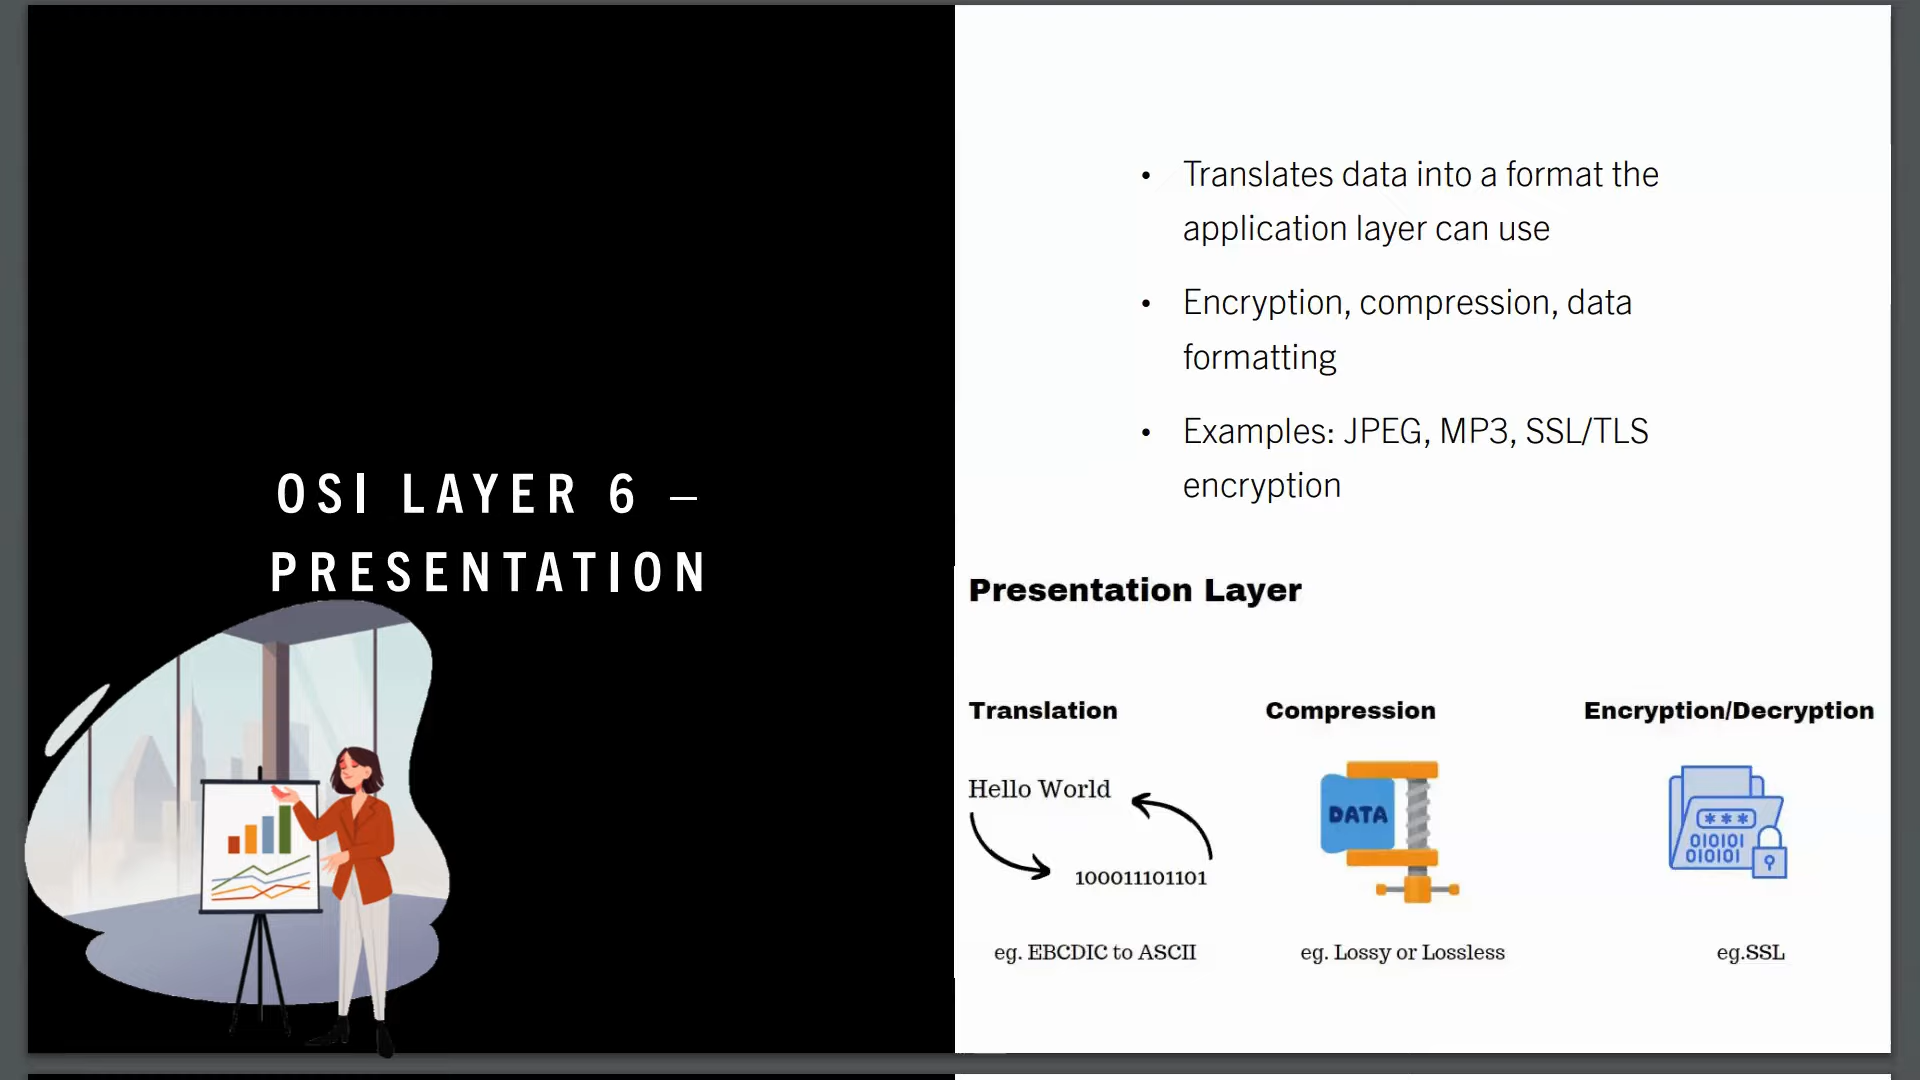 OSI LAYER 6 –
PRESENTATION
• Translates data into a format the
application layer can use
• Encryption, compression, data
formatting
• Examples: JPEG, MP3, SSL/TLS
encryption
Presentation Layer
Translation
Compression
Encryption/Decryption
Hello World
100011101101
DATA
***
010101
010101
eg. EBCDIC to ASCII
eg. Lossy or Lossless
eg.SSL